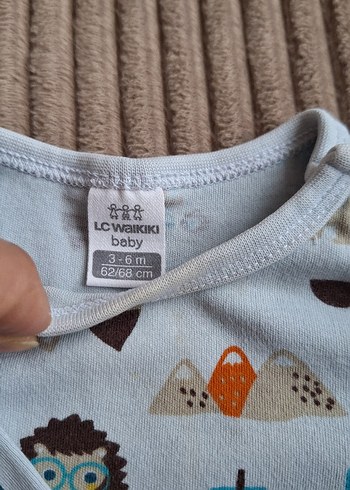 LC WAIKIKI
baby
3 - 6 m
62/68 cm